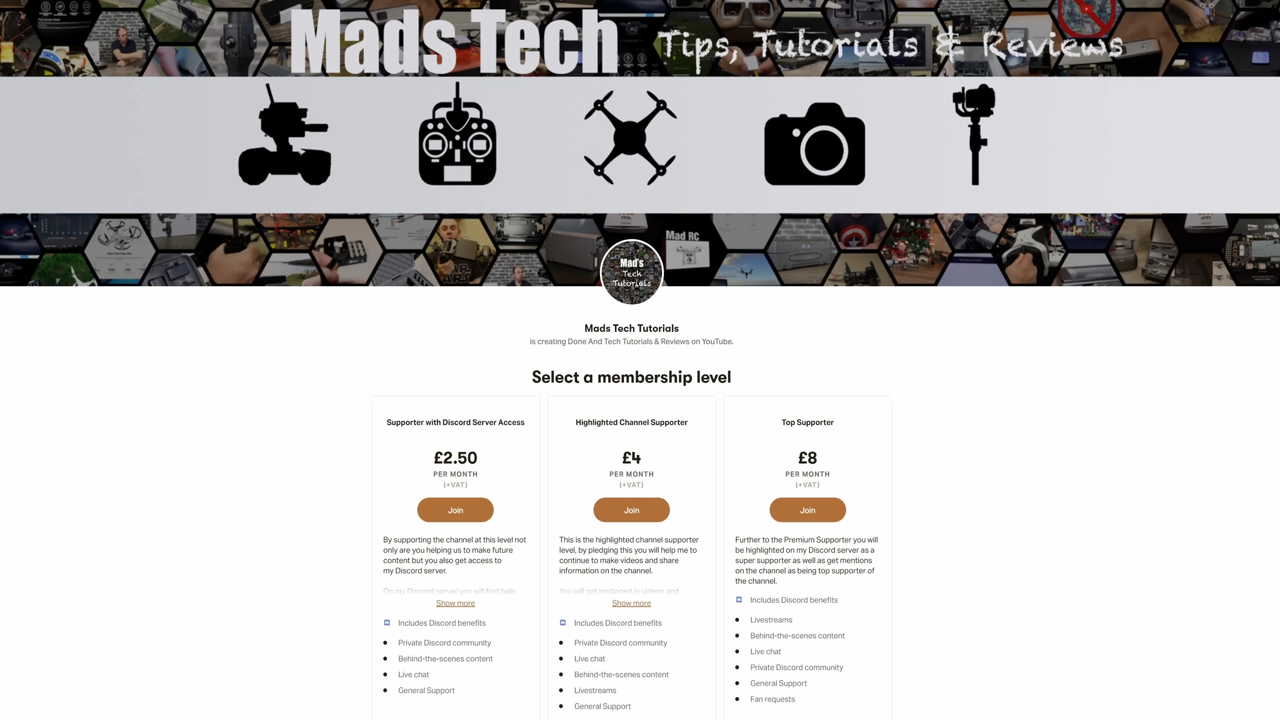 Mads Tech Tips, Tutorials & Reviews
Mad RC
Mad's
Tech
Tutorials
Mads Tech Tutorials
is creating Done And Tech Tutorials & Reviews on YouTube.
Select a membership level
Supporter with Discord Server Access
£2.50
PER MONTH
(+VAT)
Join
By supporting the channel at this level not
only are you helping us to make future
content but you also get access to
my Discord server.
On my Discord server you will find help
Show more
Includes Discord benefits
Private Discord community
Behind-the-scenes content
Live chat
General Support
Highlighted Channel Supporter
£4
PER MONTH
(+VAT)
Join
This is the highlighted channel supporter
level, by pledging this you will help me to
continue to make videos and share
information on the channel.
You will get motioned in videos and
Show more
Includes Discord benefits
Private Discord community
Live chat
Behind-the-scenes content
Livestreams
General Support
Top Supporter
£8
PER MONTH
(+VAT)
Join
Further to the Premium Supporter you will
be highlighted on my Discord server as a
super supporter as well as get mentions
on the channel as being top supporter of
the channel.
Includes Discord benefits
Livestreams
Behind-the-scenes content
Live chat
Private Discord community
General Support
Fan requests